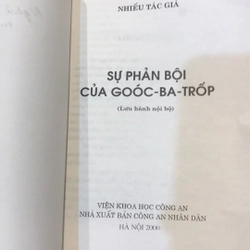 NHIỀU TÁC GIẢ
SỰ PHẢN BỘI
CỦA GOÓC-BA-TRỐP
(Lưu hành nội bộ)
VIỆN KHOA HỌC CÔNG AN
NHÀ XUẤT BẢN CÔNG AN NHÂN DÂN
HÀ NỘI 2000